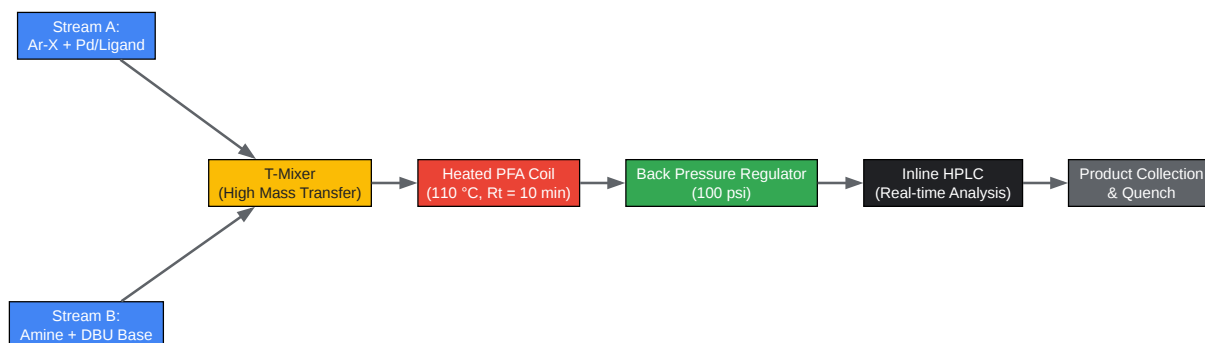 Stream A:
Ar-X + Pd/Ligand
T-Mixer
(High Mass Transfer)
Heated PFA Coil
(110 °C, Rt = 10 min)
Back Pressure Regulator
(100 psi)
Inline HPLC
(Real-time Analysis)
Product Collection
& Quench
Stream B:
Amine + DBU Base